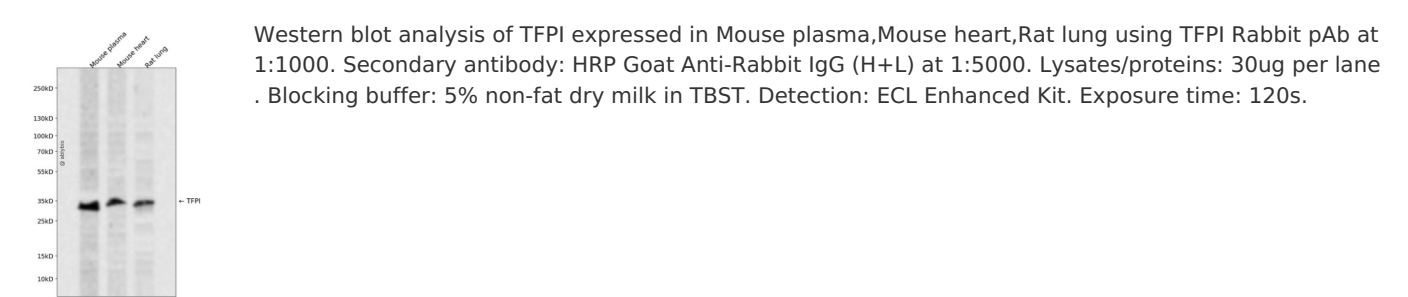 Mouse plasma
Mouse heart
Rat lung
250kD
130kD
100kD
70kD
55kD
35kD
25kD
15kD
10kD
@ ablybio
← TFPI
Western blot analysis of TFPI expressed in Mouse plasma,Mouse heart,Rat lung using TFPI Rabbit pAb at
1:1000. Secondary antibody: HRP Goat Anti-Rabbit IgG (H+L) at 1:5000. Lysates/proteins: 30ug per lane
. Blocking buffer: 5% non-fat dry milk in TBST. Detection: ECL Enhanced Kit. Exposure time: 120s.